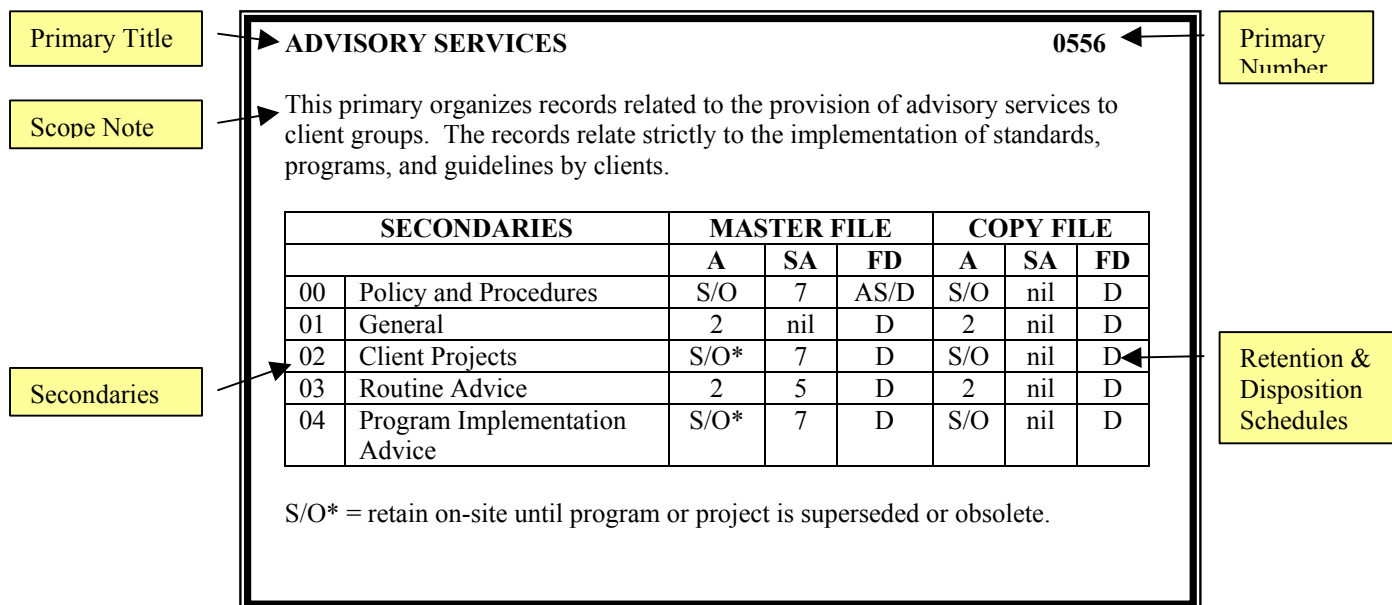 Primary Title
ADVISORY SERVICES 0556
Primary
Number
Scope Note
This primary organizes records related to the provision of advisory services to
client groups. The records relate strictly to the implementation of standards,
programs, and guidelines by clients.
SECONDARIES MASTER FILE COPY FILE
A SA FD A SA FD
00 Policy and Procedures S/O 7 AS/D S/O nil D
01 General 2 nil D 2 nil D
02 Client Projects S/O* 7 D S/O nil D
03 Routine Advice 2 5 D 2 nil D
04 Program Implementation S/O* 7 D S/O nil D
Advice
Secondaries
Retention &
Disposition
Schedules
S/O* = retain on-site until program or project is superseded or obsolete.